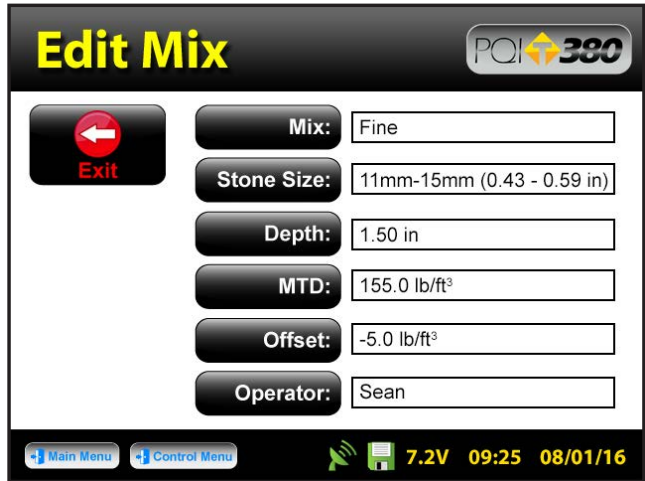 Edit Mix
PQI T 380
Exit
Mix: Fine
Stone Size: 11mm-15mm (0.43 - 0.59 in)
Depth: 1.50 in
MTD: 155.0 lb/ft³
Offset: -5.0 lb/ft³
Operator: Sean
Main Menu Control Menu 7.2V 09:25 08/01/16